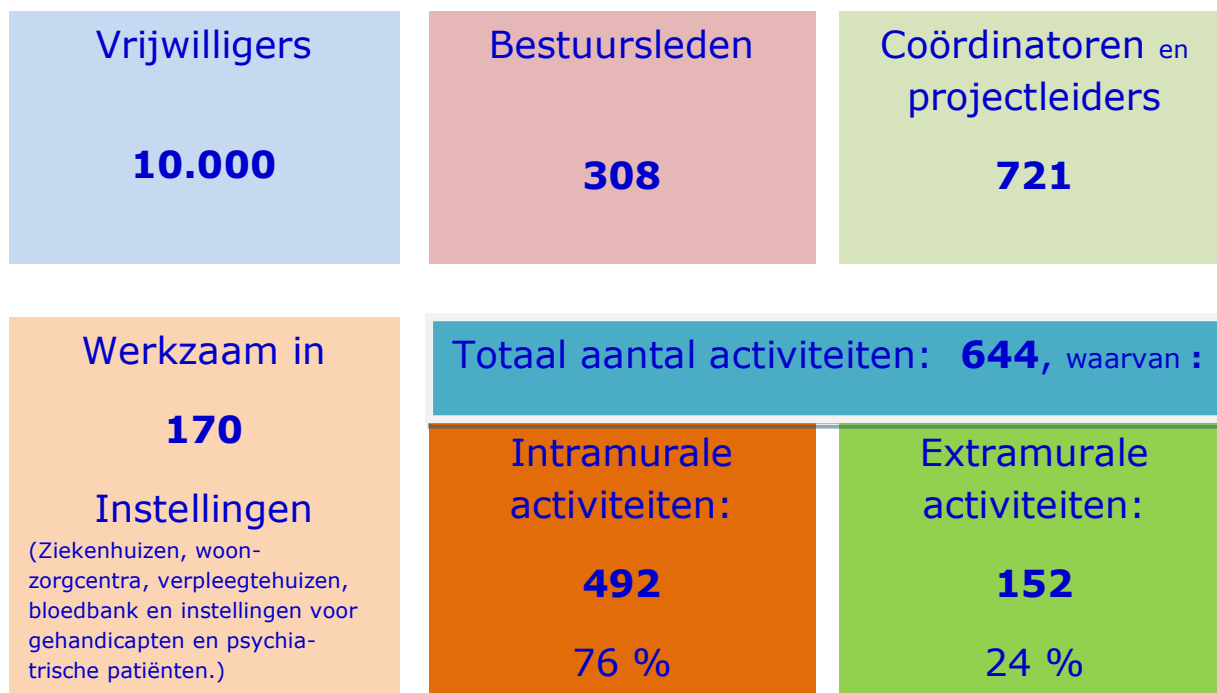 Vrijwilligers
10.000
Bestuursleden
308
Coördinatoren en
projectleiders
721
Werkzaam in
170
Instellingen
(Ziekenhuizen, woon-
zorgcentra, verpleegtehuizen,
bloedbank en instellingen voor
gehandicapten en psychia-
trische patiënten.)
Totaal aantal activiteiten: 644, waarvan :
Intramurale
activiteiten:
492
76 %
Extramurale
activiteiten:
152
24 %